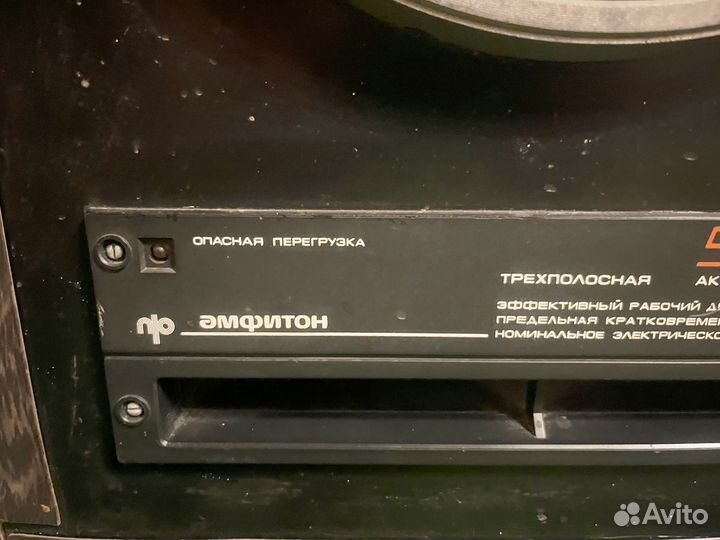 ОПАСНАЯ ПЕРЕГРУЗКА
ТРЕХПОЛОСНАЯ
ЭФФЕКТИВНЫЙ РАБОЧИЙ
амфитон
ПРЕДЕЛЬНАЯ
НОМИНАЛЬНОЕ
Avito